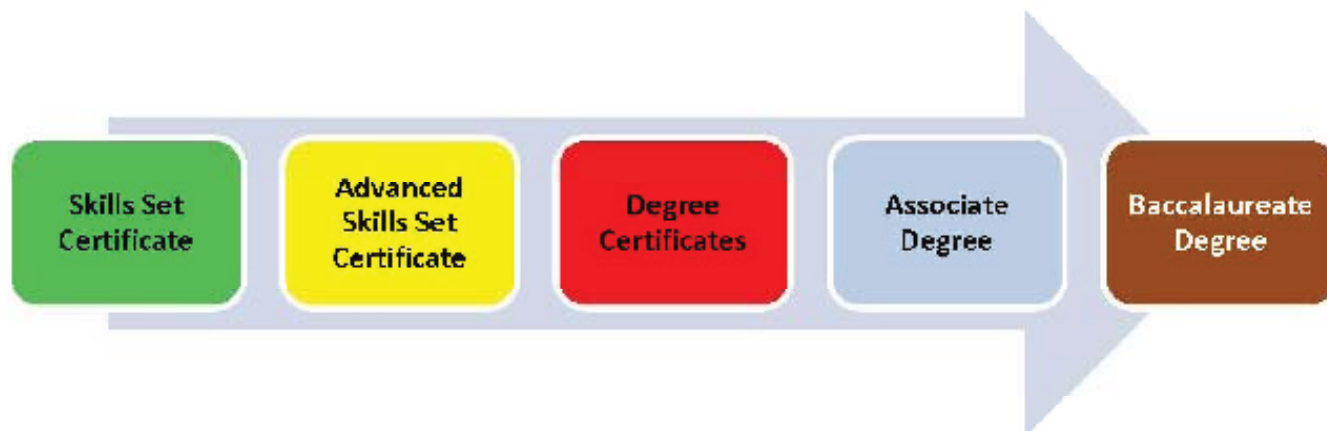 Skills Set
Certificate
Advanced
Skills Set
Certificate
Degree
Certificates
Associate
Degree
Baccalaureate
Degree